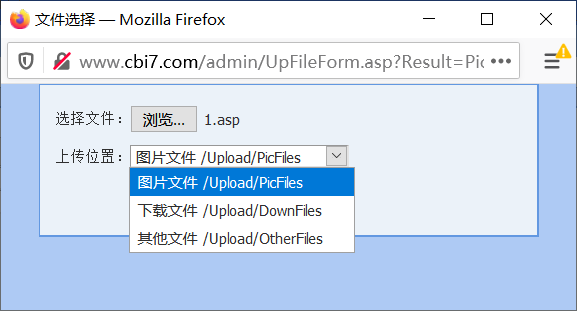 文件选择 — Mozilla Firefox
www.cbi7.com/admin/UpFileForm.asp?Result=Pic
选择文件： 浏览... 1.asp
上传位置： 图片文件 /Upload/PicFiles
图片文件 /Upload/PicFiles
下载文件 /Upload/DownFiles
其他文件 /Upload/OtherFiles